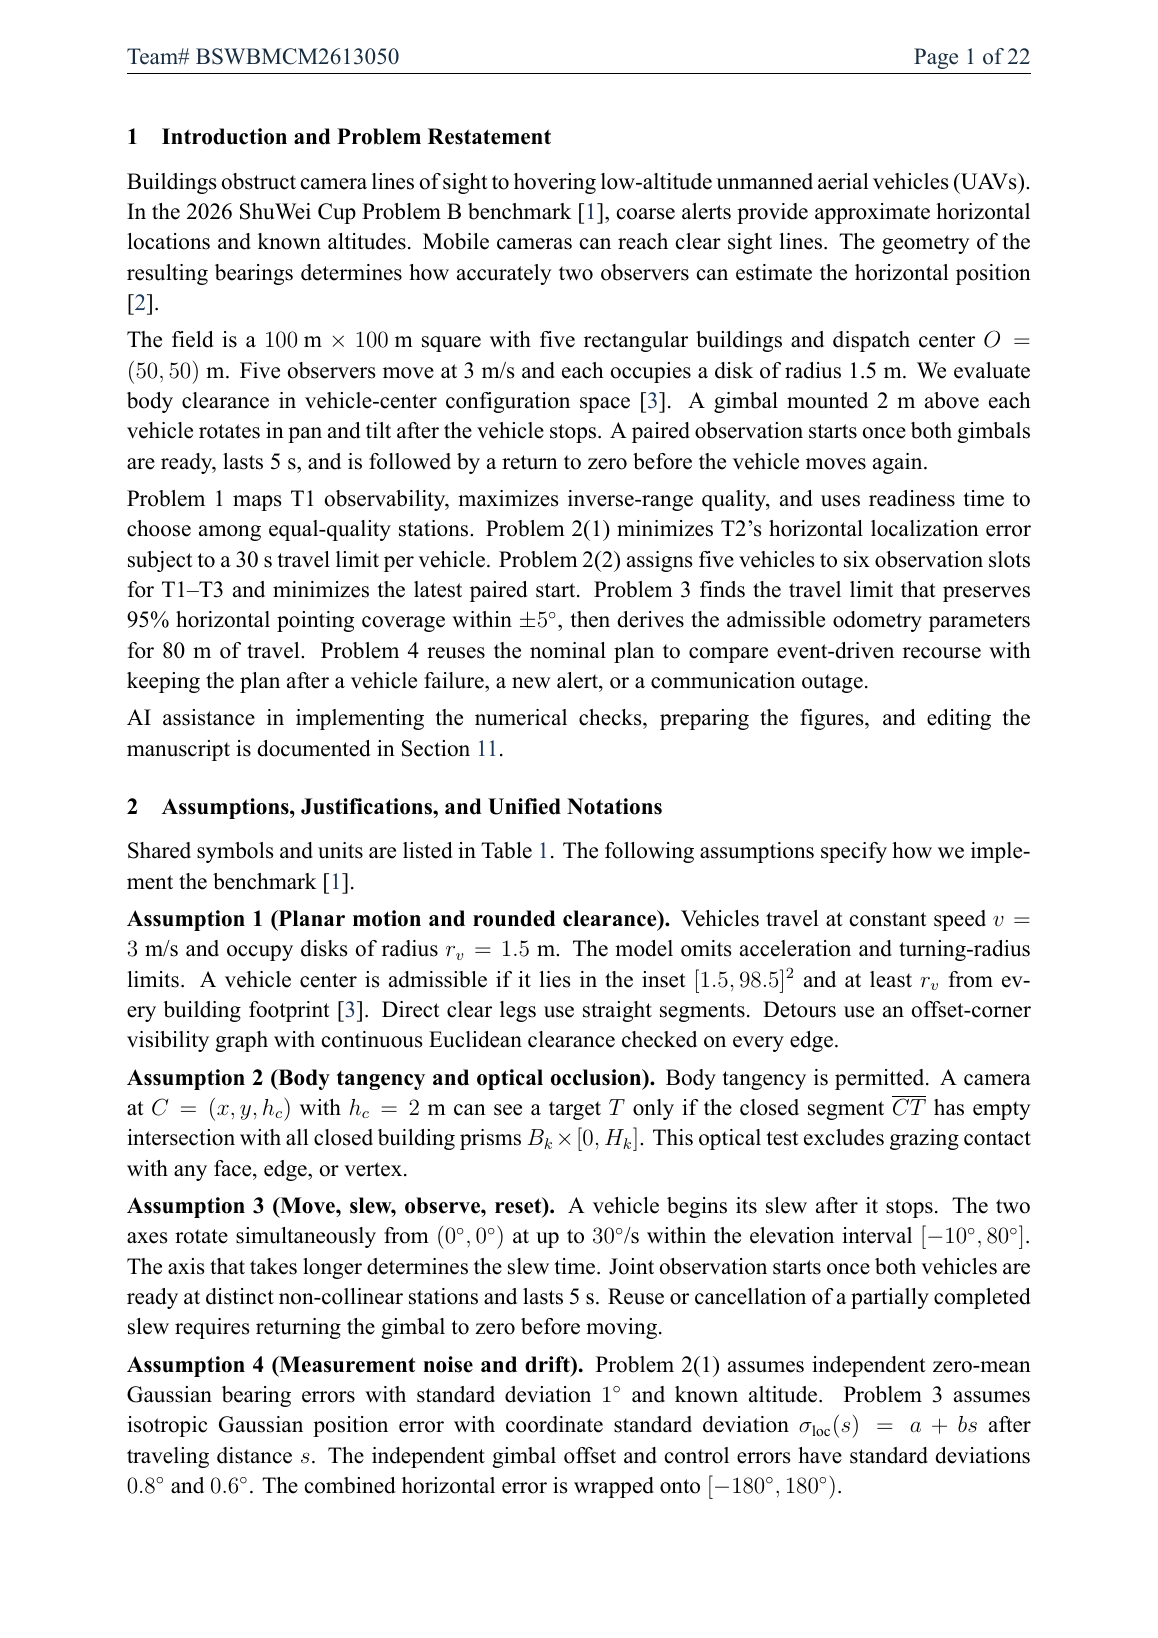 Team# BSWBMCM2613050
Page 1 of 22
1 Introduction and Problem Restatement
Buildings obstruct camera lines of sight to hovering low-altitude unmanned aerial vehicles (UAVs).
In the 2026 ShuWei Cup Problem B benchmark [1], coarse alerts provide approximate horizontal
locations and known altitudes. Mobile cameras can reach clear sight lines. The geometry of the
resulting bearings determines how accurately two observers can estimate the horizontal position
[2].
The field is a 100 m × 100 m square with five rectangular buildings and dispatch center O =
(50, 50) m. Five observers move at 3 m/s and each occupies a disk of radius 1.5 m. We evaluate
body clearance in vehicle-center configuration space [3]. A gimbal mounted 2 m above each
vehicle rotates in pan and tilt after the vehicle stops. A paired observation starts once both gimbals
are ready, lasts 5 s, and is followed by a return to zero before the vehicle moves again.
Problem 1 maps T1 observability, maximizes inverse-range quality, and uses readiness time to
choose among equal-quality stations. Problem 2(1) minimizes T2’s horizontal localization error
subject to a 30 s travel limit per vehicle. Problem 2(2) assigns five vehicles to six observation slots
for T1–T3 and minimizes the latest paired start. Problem 3 finds the travel limit that preserves
95% horizontal pointing coverage within ±5°, then derives the admissible odometry parameters
for 80 m of travel. Problem 4 reuses the nominal plan to compare event-driven recourse with
keeping the plan after a vehicle failure, a new alert, or a communication outage.
AI assistance in implementing the numerical checks, preparing the figures, and editing the
manuscript is documented in Section 11.
2 Assumptions, Justifications, and Unified Notations
Shared symbols and units are listed in Table 1. The following assumptions specify how we imple-
ment the benchmark [1].
Assumption 1 (Planar motion and rounded clearance). Vehicles travel at constant speed v =
3 m/s and occupy disks of radius r_v = 1.5 m. The model omits acceleration and turning-radius
limits. A vehicle center is admissible if it lies in the inset [1.5, 98.5]² and at least r_v from ev-
ery building footprint [3]. Direct clear legs use straight segments. Detours use an offset-corner
visibility graph with continuous Euclidean clearance checked on every edge.
Assumption 2 (Body tangency and optical occlusion). Body tangency is permitted. A camera
at C = (x, y, h_c) with h_c = 2 m can see a target T only if the closed segment C̅T̅ has empty
intersection with all closed building prisms B_k × [0, H_k]. This optical test excludes grazing contact
with any face, edge, or vertex.
Assumption 3 (Move, slew, observe, reset). A vehicle begins its slew after it stops. The two
axes rotate simultaneously from (0°, 0°) at up to 30°/s within the elevation interval [−10°, 80°].
The axis that takes longer determines the slew time. Joint observation starts once both vehicles are
ready at distinct non-collinear stations and lasts 5 s. Reuse or cancellation of a partially completed
slew requires returning the gimbal to zero before moving.
Assumption 4 (Measurement noise and drift). Problem 2(1) assumes independent zero-mean
Gaussian bearing errors with standard deviation 1° and known altitude. Problem 3 assumes
isotropic Gaussian position error with coordinate standard deviation σ_loc(s) = a + bs after
traveling distance s. The independent gimbal offset and control errors have standard deviations
0.8° and 0.6°. The combined horizontal error is wrapped onto [−180°, 180°).